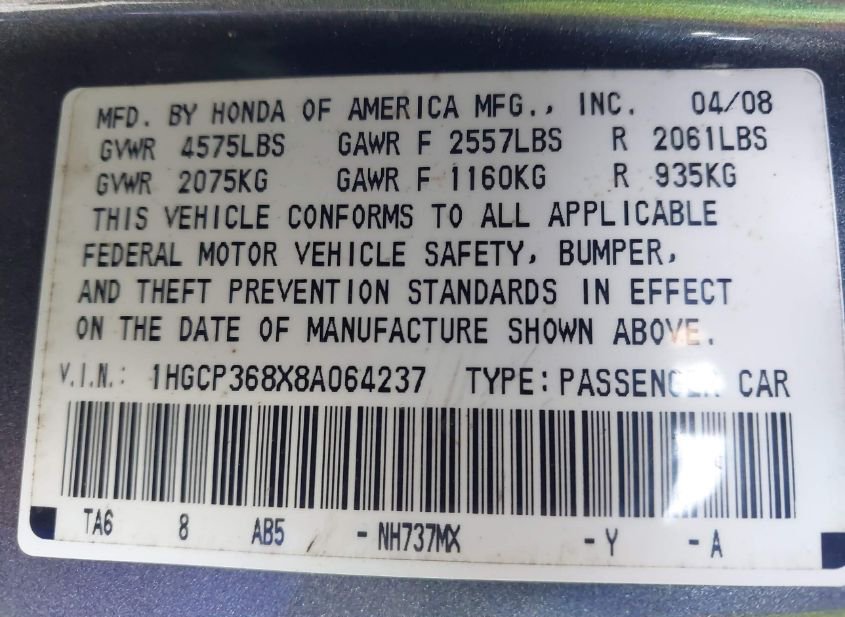 MFD. BY HONDA OF AMERICA MFG., INC. 04/08
GVWR 4575LBS GAWR F 2557LBS R 2061LBS
GVWR 2075KG GAWR F 1160KG R 935KG
THIS VEHICLE CONFORMS TO ALL APPLICABLE
FEDERAL MOTOR VEHICLE SAFETY, BUMPER,
AND THEFT PREVENTION STANDARDS IN EFFECT
ON THE DATE OF MANUFACTURE SHOWN ABOVE.
V.I.N.: 1HGCP368X8A064237 TYPE: PASSENGER CAR
TA6 8 AB5 - NH737MX - Y - A